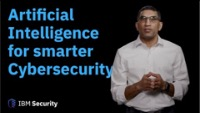 Artificial
Intelligence
for smarter
Cybersecurity
IBM Security